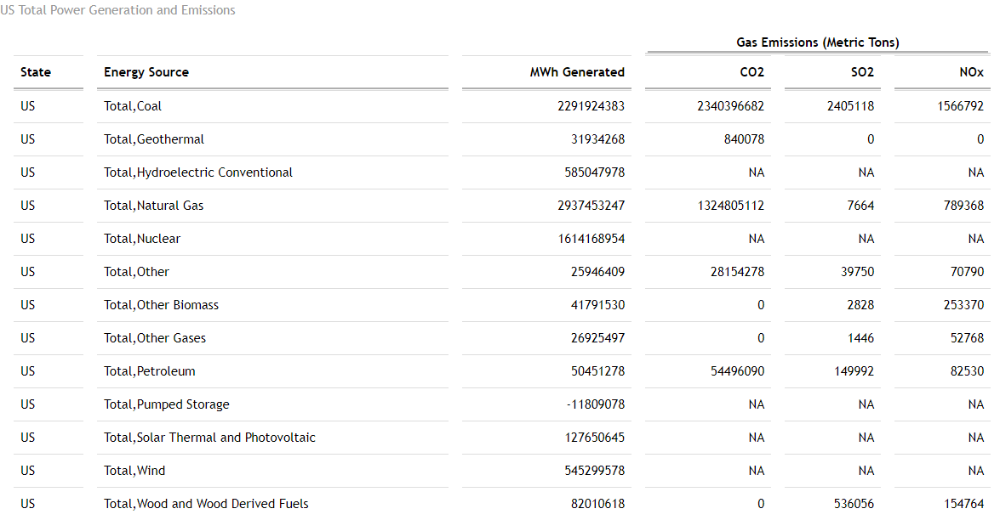 US Total Power Generation and Emissions
Gas Emissions (Metric Tons)
State Energy Source MWh Generated CO2 SO2 NOx
US Total,Coal 2291924383 2340396682 2405118 1566792
US Total,Geothermal 31934268 840078 0 0
US Total,Hydroelectric Conventional 585047978 NA NA NA
US Total,Natural Gas 2937453247 1324805112 7664 789368
US Total,Nuclear 1614168954 NA NA NA
US Total,Other 25946409 28154278 39750 70790
US Total,Other Biomass 41791530 0 2828 253370
US Total,Other Gases 26925497 0 1446 52768
US Total,Petroleum 50451278 54496090 149992 82530
US Total,Pumped Storage -11809078 NA NA NA
US Total,Solar Thermal and Photovoltaic 127650645 NA NA NA
US Total,Wind 545299578 NA NA NA
US Total,Wood and Wood Derived Fuels 82010618 0 536056 154764